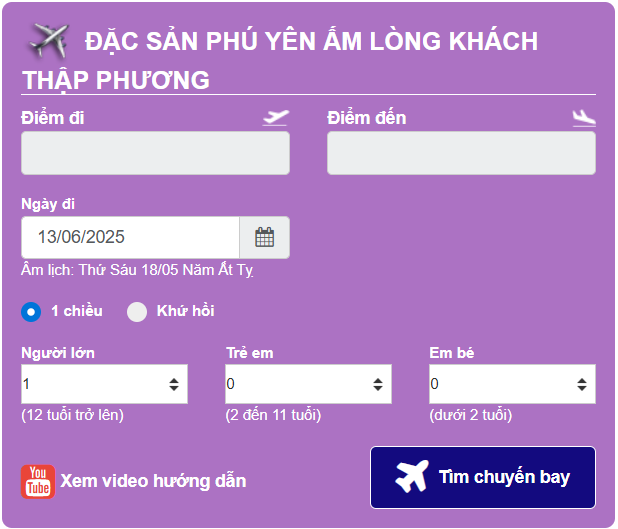 ĐẶC SẢN PHÚ YÊN ẤM LÒNG KHÁCH
THẬP PHƯƠNG
Điểm đi
Điểm đến
Ngày đi
13/06/2025
Âm lịch: Thứ Sáu 18/05 Năm Ất Tỵ
1 chiều
Khứ hồi
Người lớn
Trẻ em
Em bé
1
0
0
(12 tuổi trở lên)
(2 đến 11 tuổi)
(dưới 2 tuổi)
You
Tube
Xem video hướng dẫn
Tìm chuyến bay